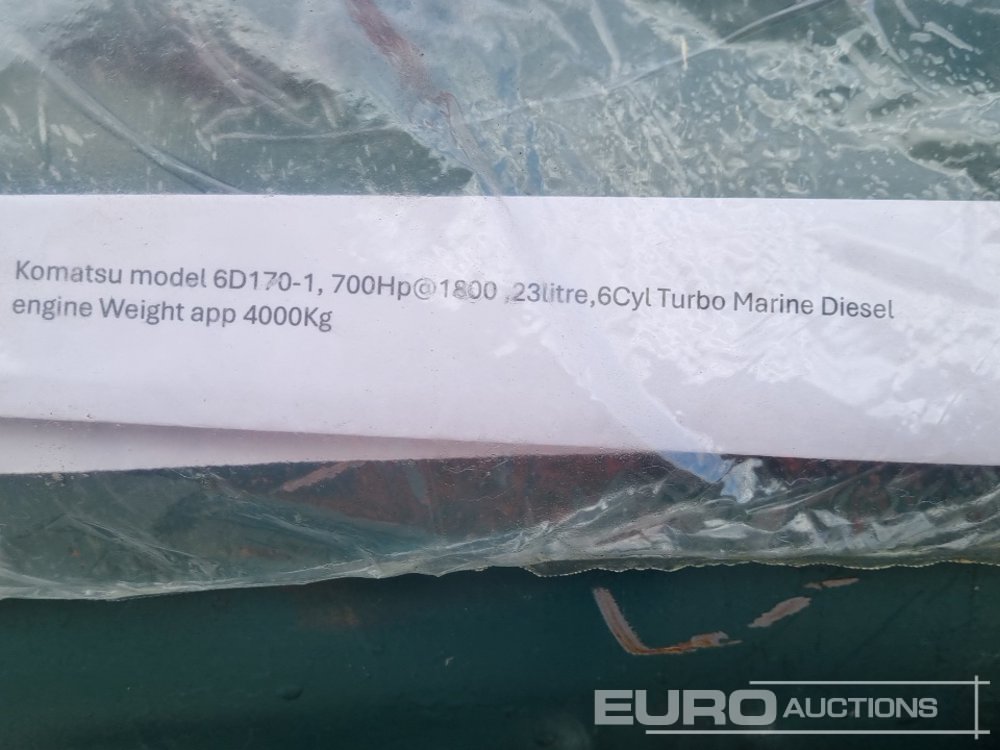 Komatsu model 6D170-1, 700Hp@1800 ,23litre,6Cyl Turbo Marine Diesel
engine Weight app 4000Kg
EURO AUCTIONS